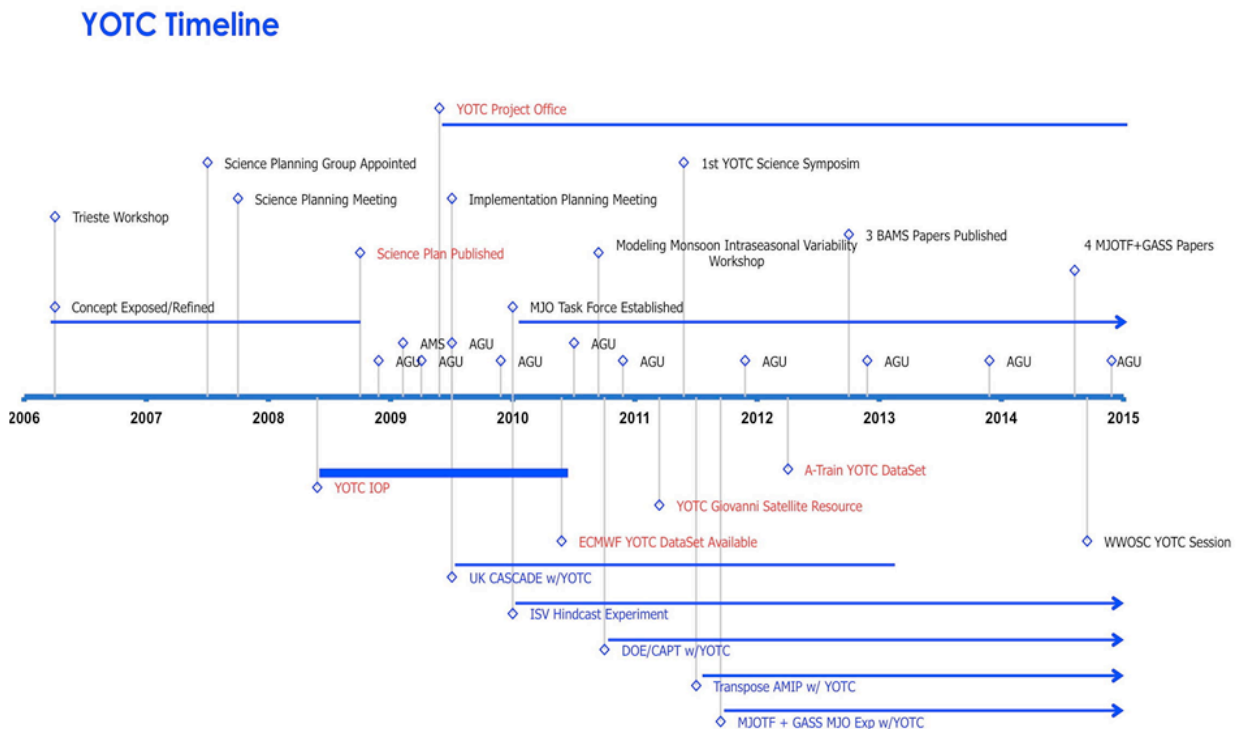 YOTC Timeline
YOTC Project Office
Science Planning Group Appointed
1st YOTC Science Symposim
Science Planning Meeting
Implementation Planning Meeting
Trieste Workshop
3 BAMS Papers Published
Modeling Monsoon Intraseasonal Variability
Workshop
4 MJOTF+GASS Papers
Science Plan Published
Concept Exposed/Refined
MJO Task Force Established
AMS
AGU
AGU
AGU
AGU
AGU
AGU
AGU
AGU
AGU
AGU
2006 2007 2008 2009 2010 2011 2012 2013 2014 2015
A-Train YOTC DataSet
YOTC IOP
YOTC Giovanni Satellite Resource
ECMWF YOTC DataSet Available
WWOSC YOTC Session
UK CASCADE w/YOTC
ISV Hindcast Experiment
DOE/CAPT w/YOTC
Transpose AMIP w/ YOTC
MJOTF + GASS MJO Exp w/YOTC